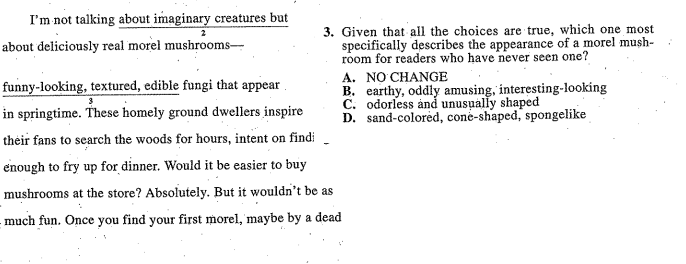 I'm not talking about imaginary creatures but
2
about deliciously real morel mushrooms—
funny-looking, textured, edible fungi that appear
3
in springtime. These homely ground dwellers inspire
their fans to search the woods for hours, intent on findi
enough to fry up for dinner. Would it be easier to buy
mushrooms at the store? Absolutely. But it wouldn't be as
much fun. Once you find your first morel, maybe by a dead
3. Given that all the choices are true, which one most
specifically describes the appearance of a morel mush-
room for readers who have never seen one?
A. NO CHANGE
B. earthy, oddly amusing, interesting-looking
C. odorless and unusually shaped
D. sand-colored, cone-shaped, spongelike